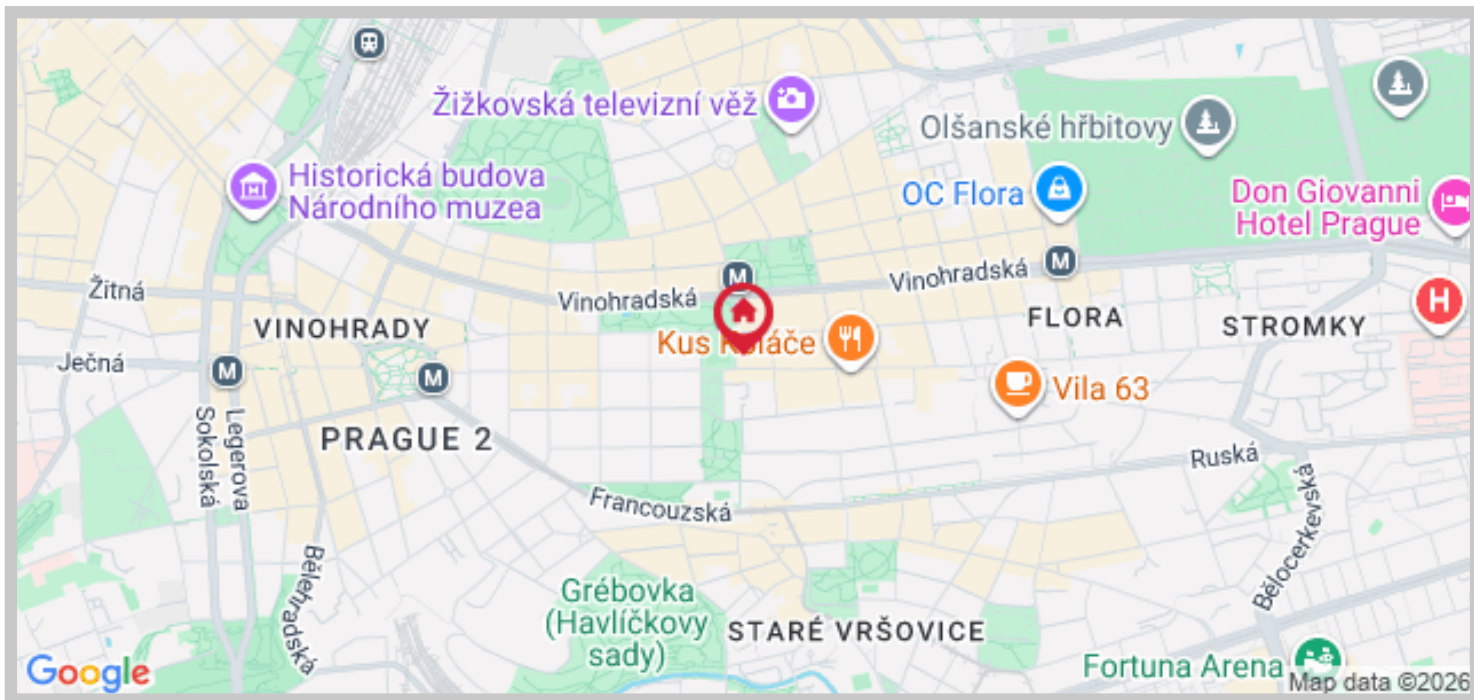 Žižkovská televizní věž
Olšanské hřbitovy
Historická budova
Národního muzea
OC Flora
Don Giovanni
Hotel Prague
M
M
Vinohradská
Žitná
Vinohradská
H
VINOHRADY
FLORA
STROMKY
Kus Koláče
Ječná
M
M
Vila 63
PRAGUE 2
Sokolská
Legerova
Ruská
Francouzská
Bělocerkevská
Bělehradská
Grébovka
(Havlíčkovy
sady)
STARÉ VRŠOVICE
Fortuna Arena
Google
Map data ©2026